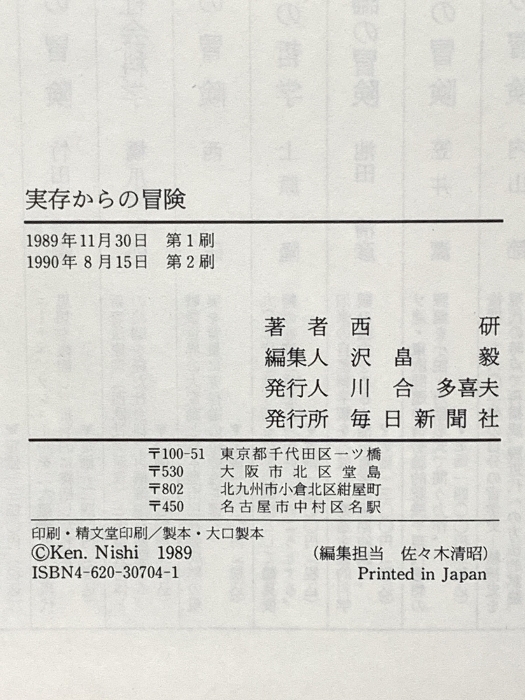 実存からの冒険
1989年11月30日 第1刷
1990年8月15日 第2刷
著者 西 研
編集人 沢畠 毅
発行人 川合 多喜夫
発行所 毎日新聞社
〒100-51 東京都千代田区一ツ橋
〒530 大阪市北区堂島
〒802 北九州市小倉北区紺屋町
〒450 名古屋市中村区名駅
印刷・精文堂印刷／製本・大口製本
©Ken. Nishi 1989 （編集担当 佐々木清昭）
ISBN4-620-30704-1 Printed in Japan